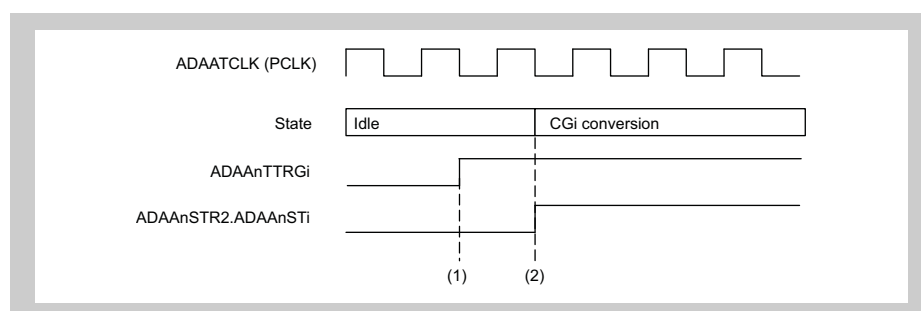 ADAATCLK (PCLK)
State Idle CGi conversion
ADAAnTTRGi
ADAAnSTR2.ADAAnSTi
(1) (2)